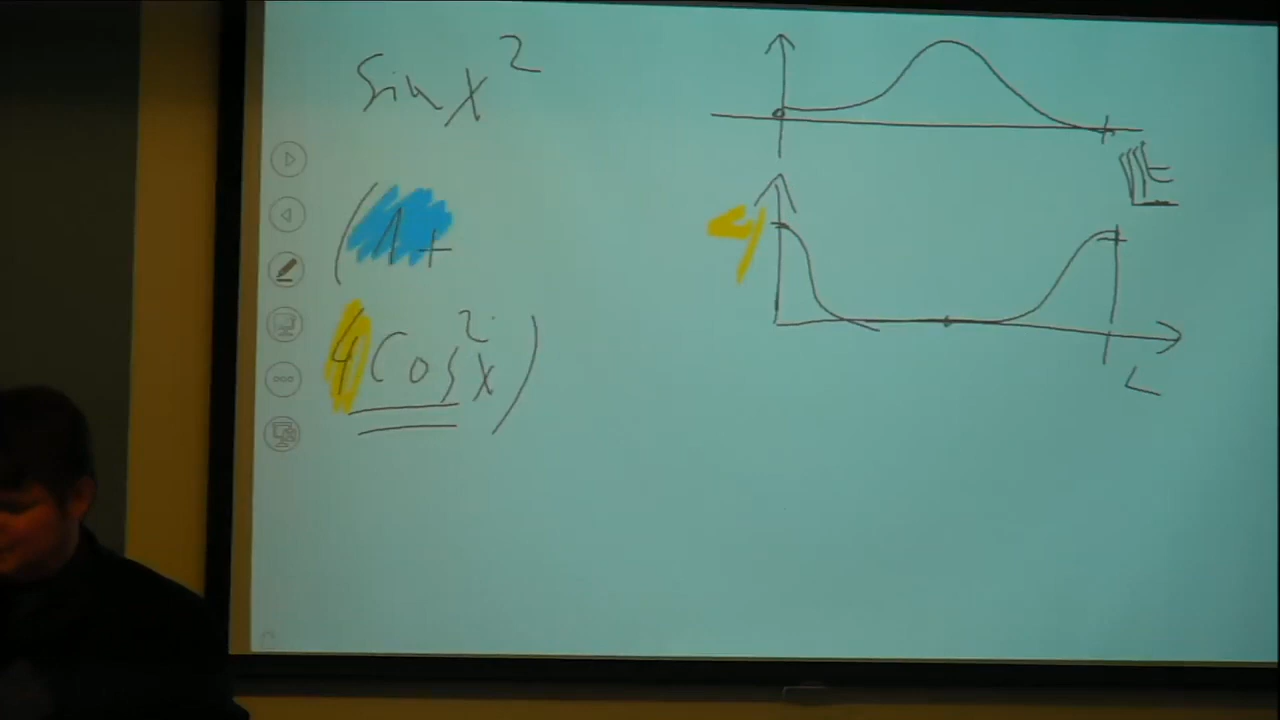 sin x²
(1+
4 cos² x)
4
L